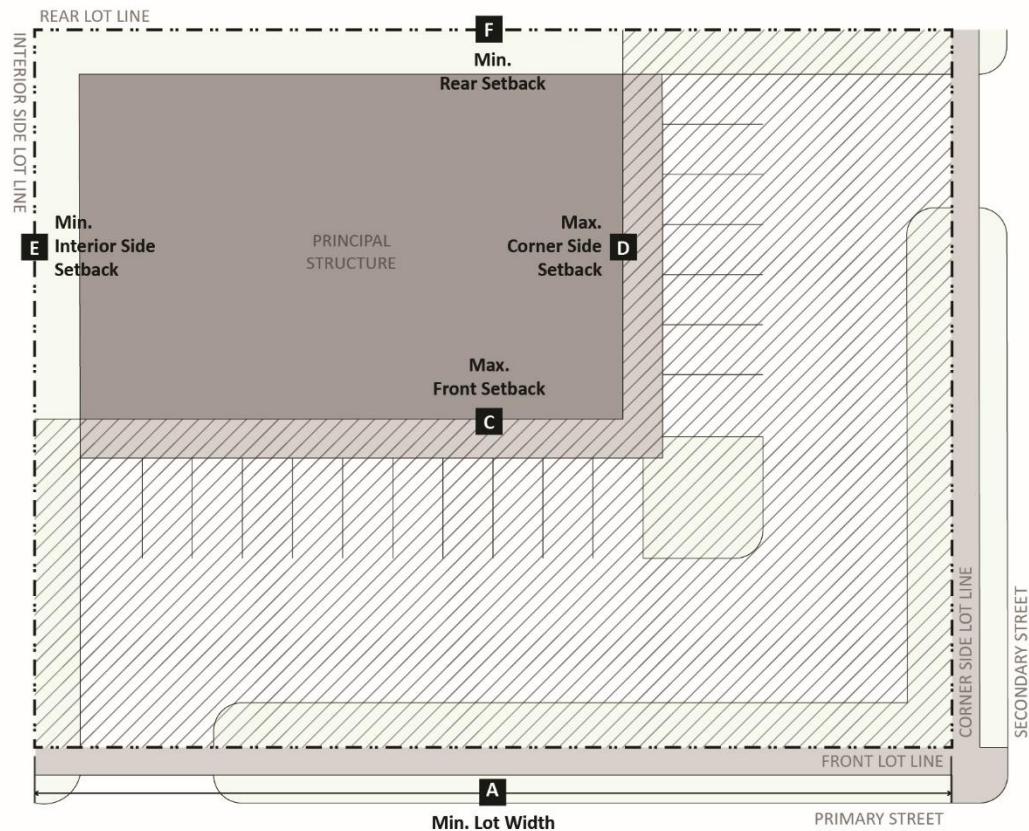 REAR LOT LINE
INTERIOR SIDE LOT LINE
F
Min.
Rear Setback
E
Min.
Interior Side
Setback
PRINCIPAL
STRUCTURE
Max.
Corner Side
Setback
D
Max.
Front Setback
C
CORNER SIDE LOT LINE
SECONDARY STREET
FRONT LOT LINE
A
Min. Lot Width
PRIMARY STREET